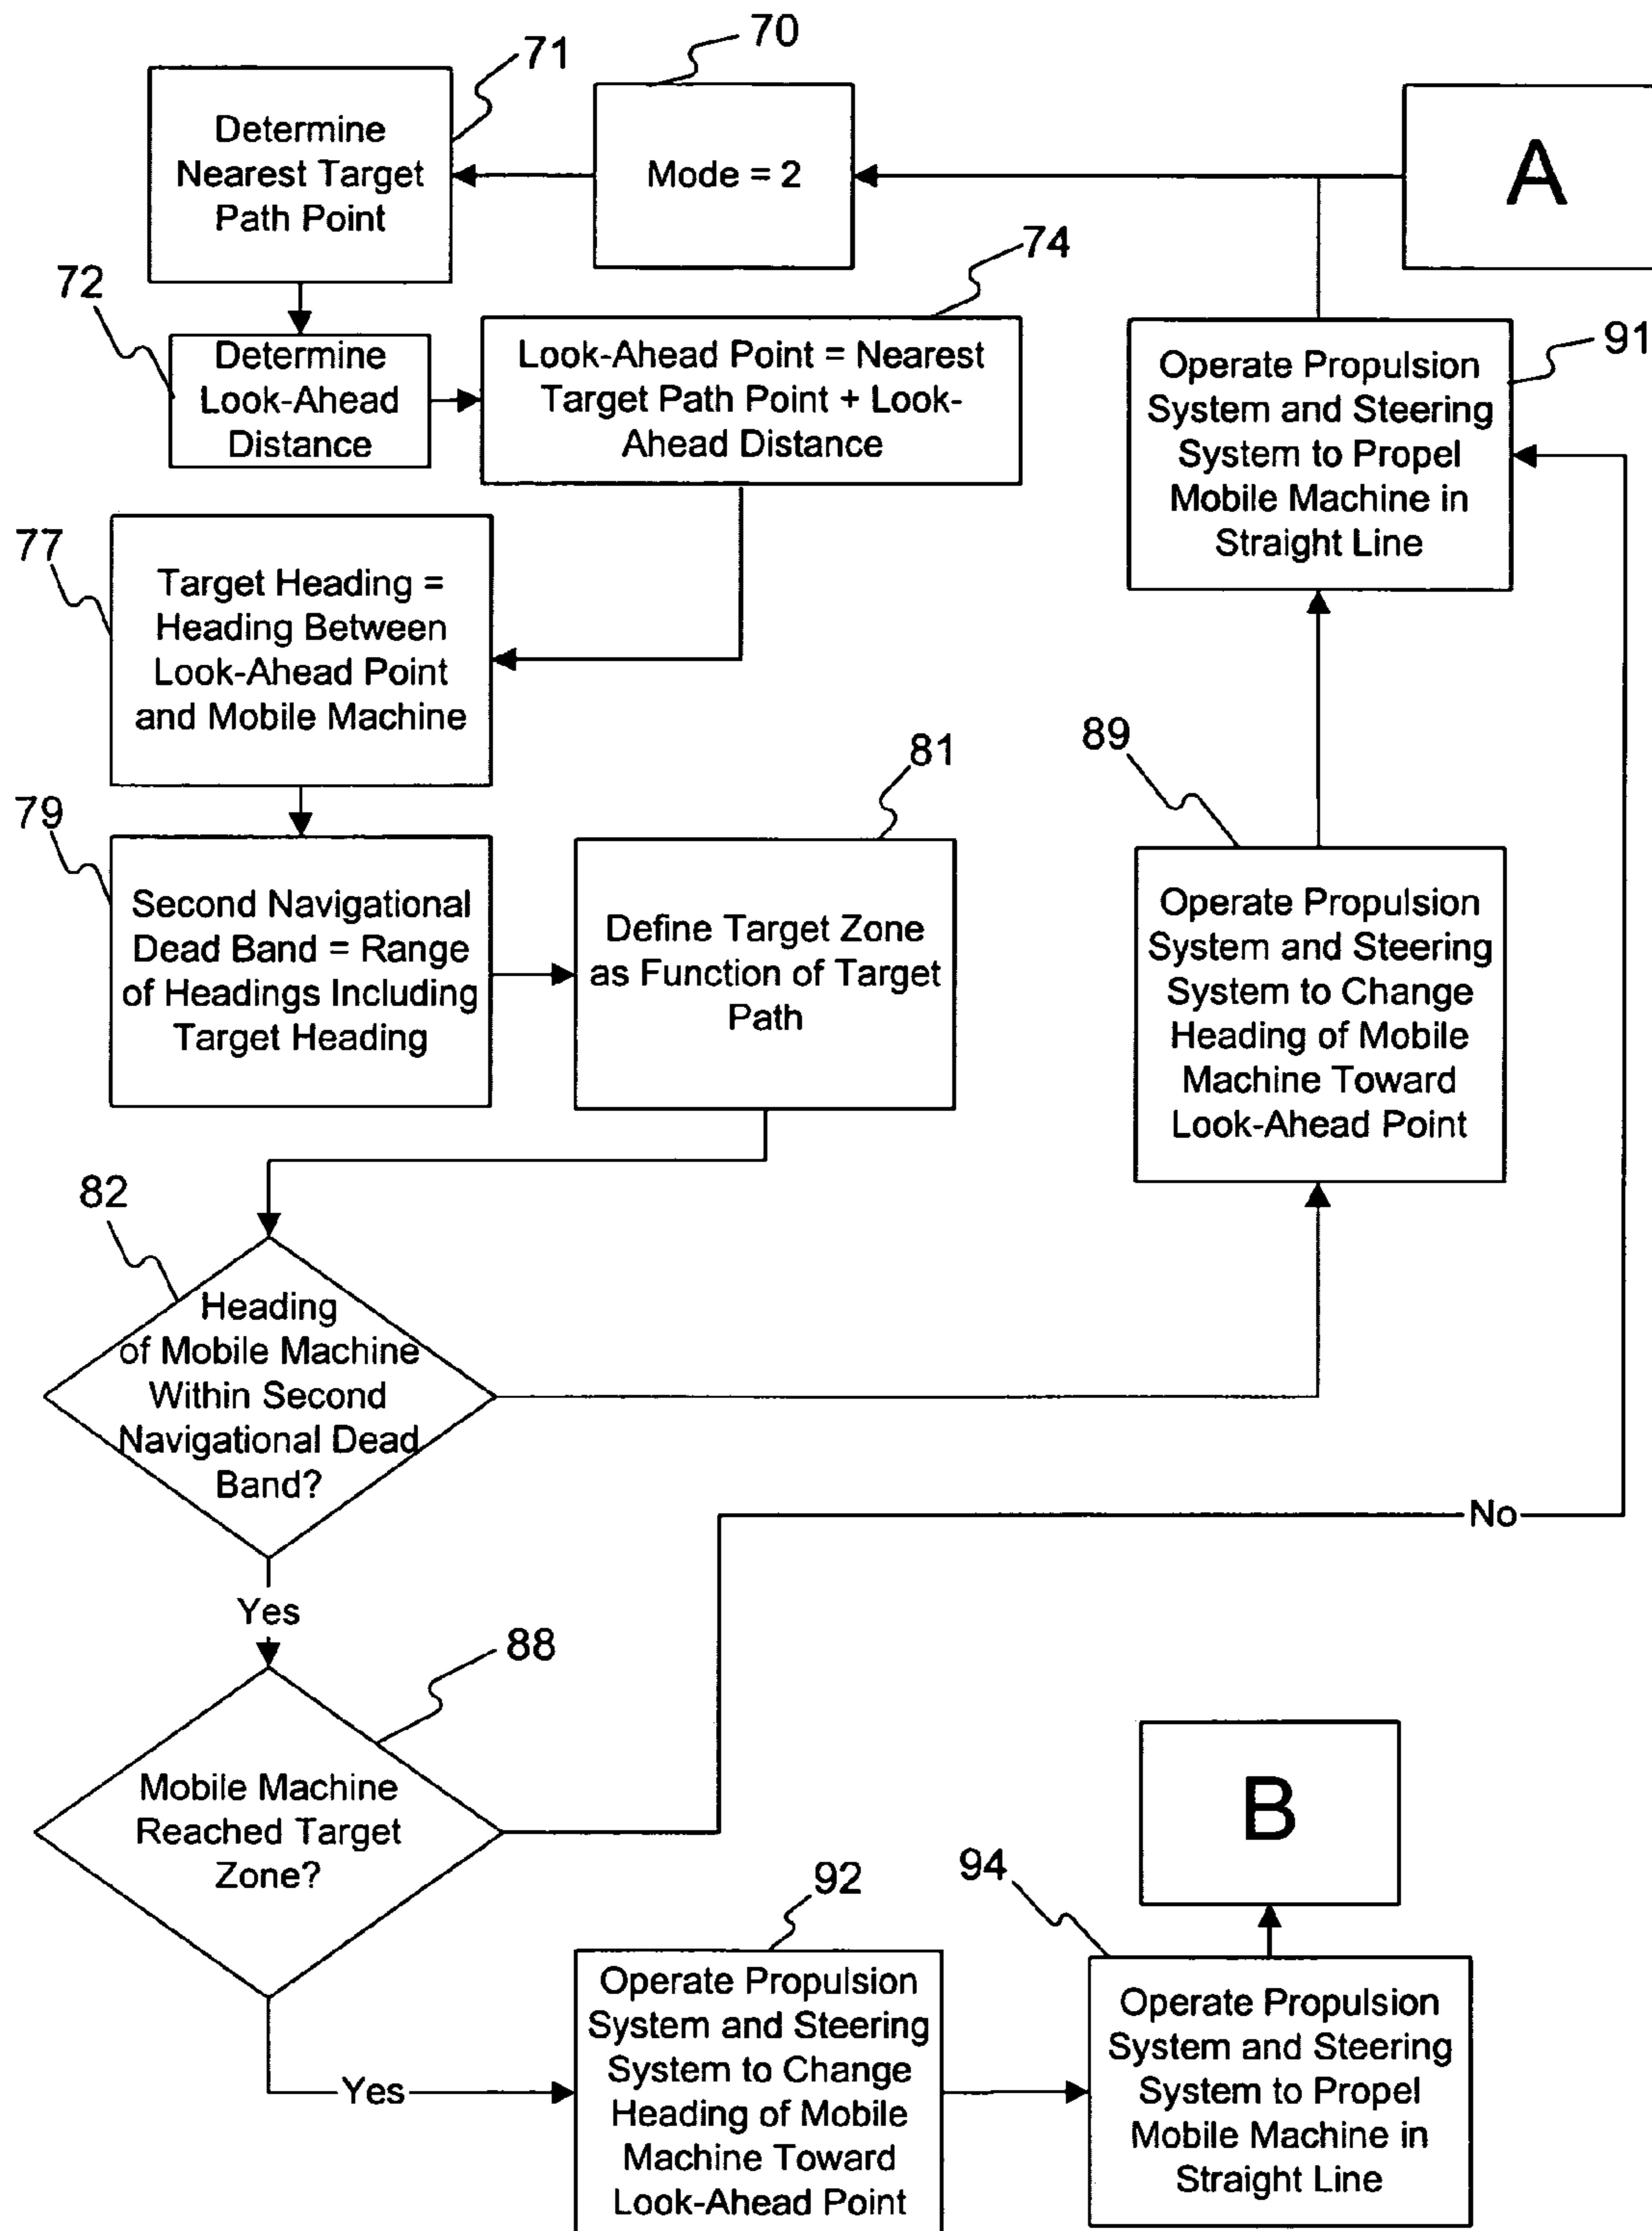 70
71
Determine
Nearest Target
Path Point
Mode = 2
A
72
Determine
Look-Ahead
Distance
74
Look-Ahead Point = Nearest
Target Path Point + Look-
Ahead Distance
91
Operate Propulsion
System and Steering
System to Propel
Mobile Machine in
Straight Line
77
Target Heading =
Heading Between
Look-Ahead Point
and Mobile Machine
79
Second Navigational
Dead Band = Range
of Headings Including
Target Heading
81
Define Target Zone
as Function of Target
Path
89
Operate Propulsion
System and Steering
System to Change
Heading of Mobile
Machine Toward
Look-Ahead Point
82
Heading
of Mobile Machine
Within Second
Navigational Dead
Band?
No
Yes
88
Mobile Machine
Reached Target
Zone?
Yes
92
Operate Propulsion
System and Steering
System to Change
Heading of Mobile
Machine Toward
Look-Ahead Point
94
Operate Propulsion
System and Steering
System to Propel
Mobile Machine in
Straight Line
B